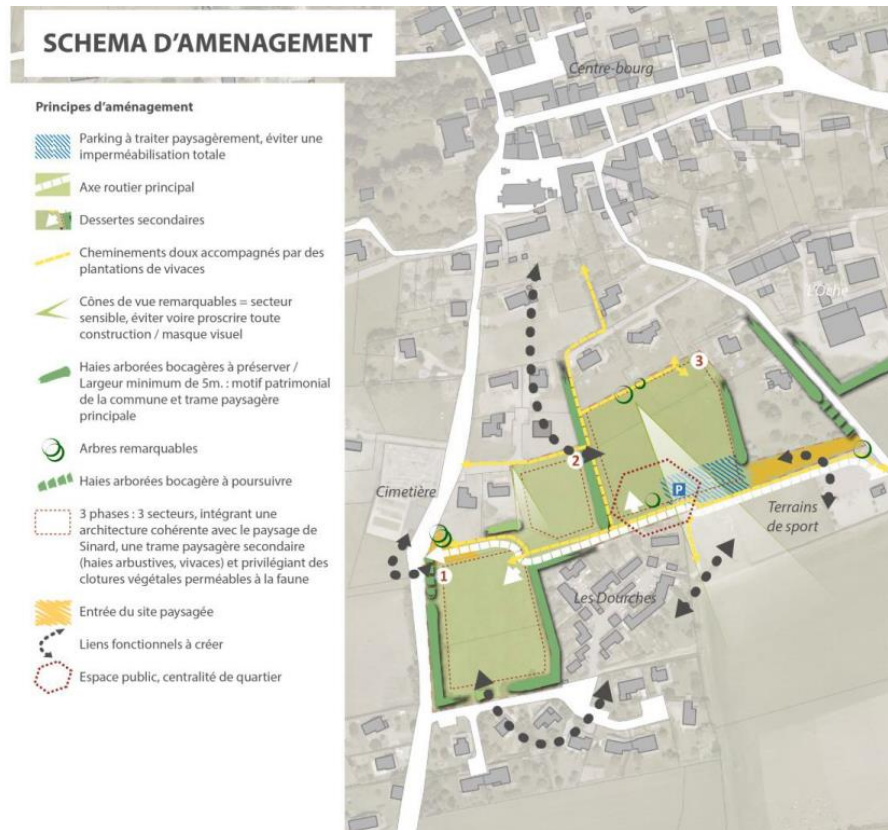 SCHEMA D'AMENAGEMENT
Principes d'aménagement
Parking à traiter paysagèrement, éviter une
imperméabilisation totale
Axe routier principal
Dessertes secondaires
Cheminements doux accompagnés par des
plantations de vivaces
Cônes de vue remarquables = secteur
sensible, éviter voire proscrire toute
construction / masque visuel
Haies arborées bocagères à préserver /
Largeur minimum de 5m. : motif patrimonial
de la commune et trame paysagère
principale
Arbres remarquables
Haies arborées bocagère à poursuivre
3 phases : 3 secteurs, intégrant une
architecture cohérente avec le paysage de
Sinard, une trame paysagère secondaire
(haies arbustives, vivaces) et privilégiant des
clotures végétales perméables à la faune
Entrée du site paysagée
Liens fonctionnels à créer
Espace public, centralité de quartier
Centre-bourg
L'Oche
3
2
Cimetière
P
Terrains
de sport
1
Les Dourches